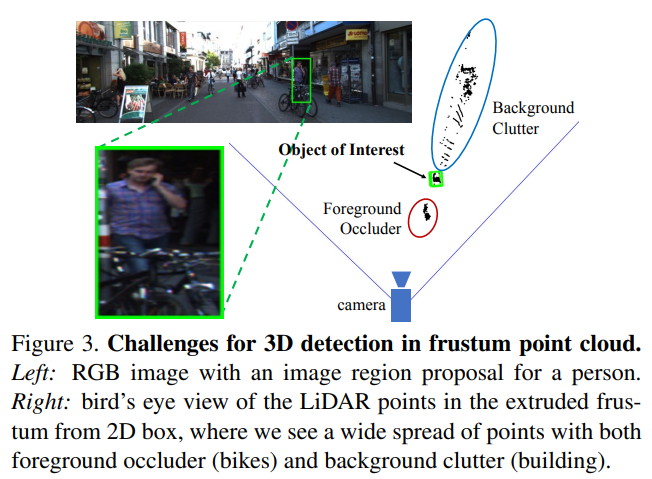 Background
Clutter
Object of Interest
Foreground
Occluder
camera
Figure 3. Challenges for 3D detection in frustum point cloud.
Left: RGB image with an image region proposal for a person.
Right: bird's eye view of the LiDAR points in the extruded frus-
tum from 2D box, where we see a wide spread of points with both
foreground occluder (bikes) and background clutter (building).